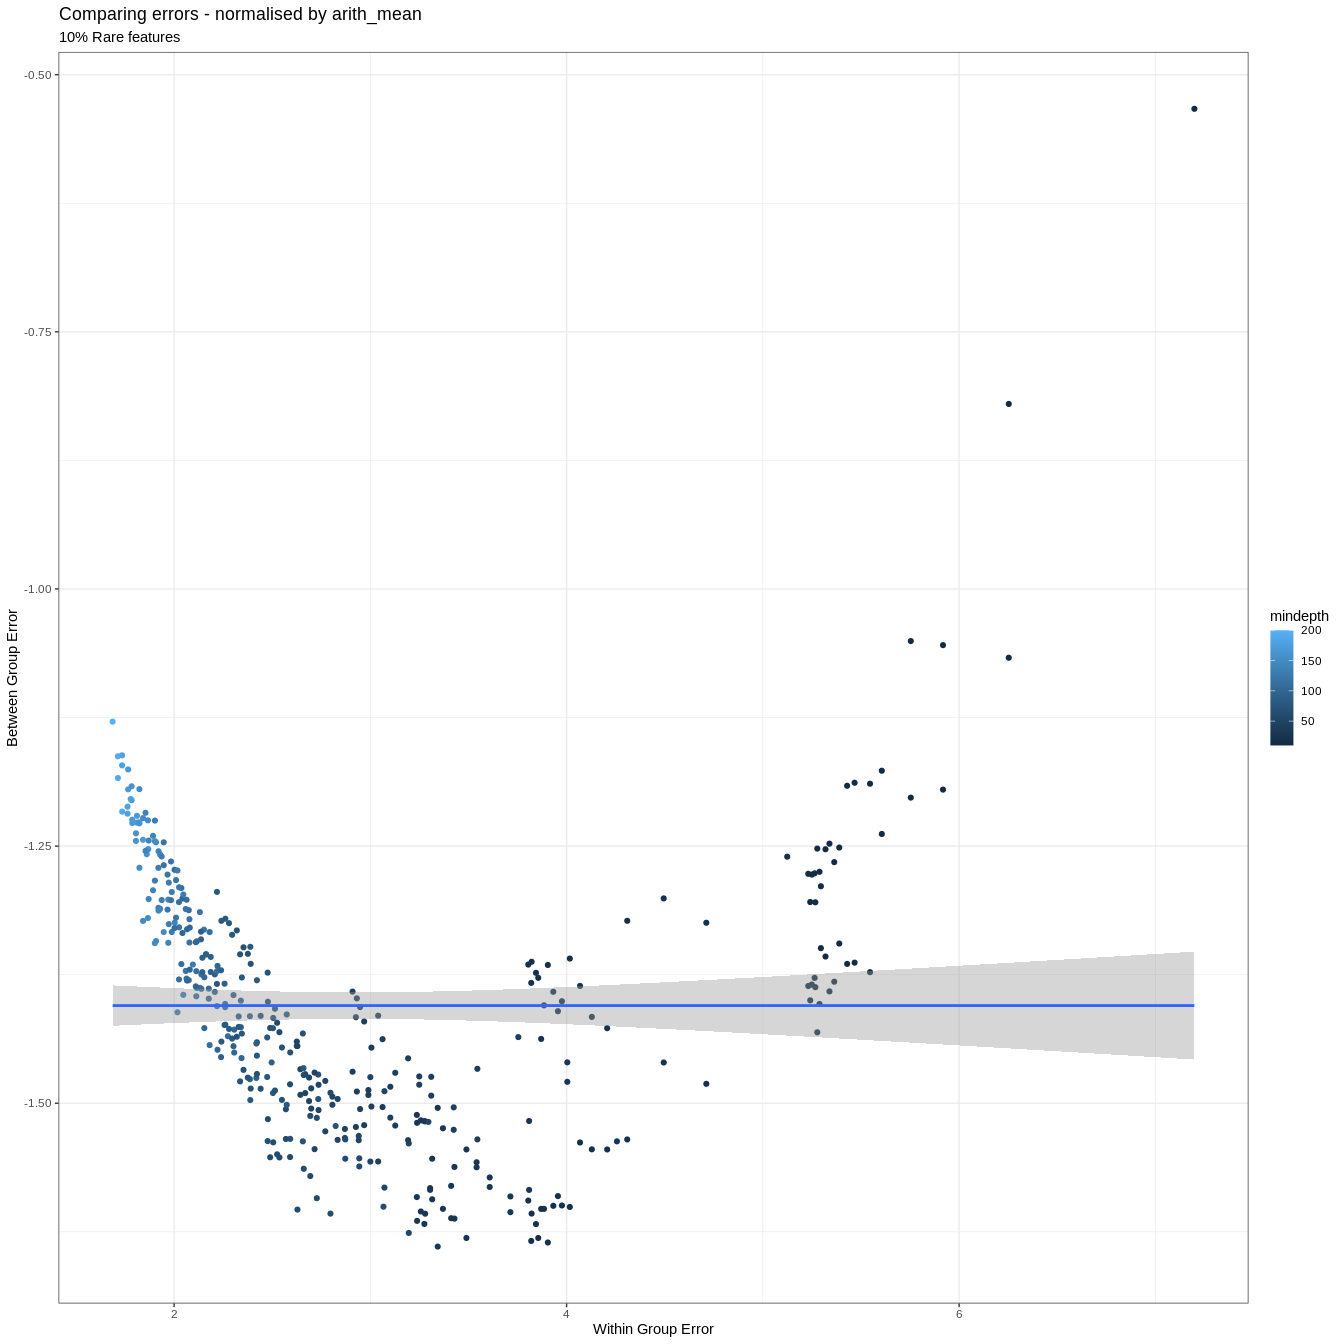 Comparing errors - normalised by arith_mean
10% Rare features
-0.50
-0.75
-1.00
-1.25
-1.50
Between Group Error
2
4
6
Within Group Error
mindepth
200
150
100
50